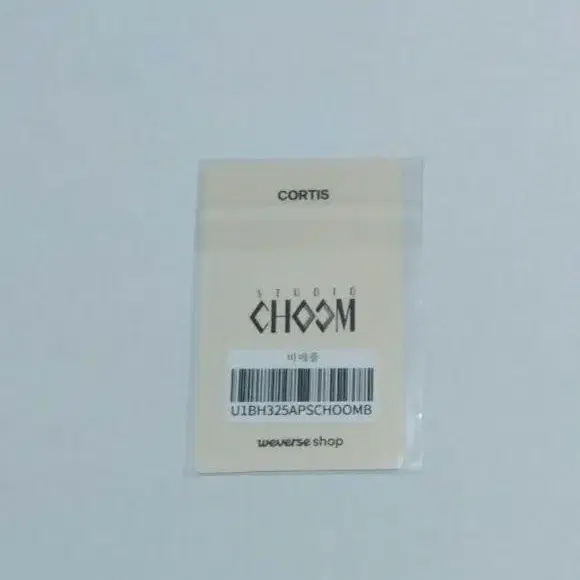 CORTIS
STUDIO
CHOOM
비매품
U1BH325APSCHOOMB
weverse shop